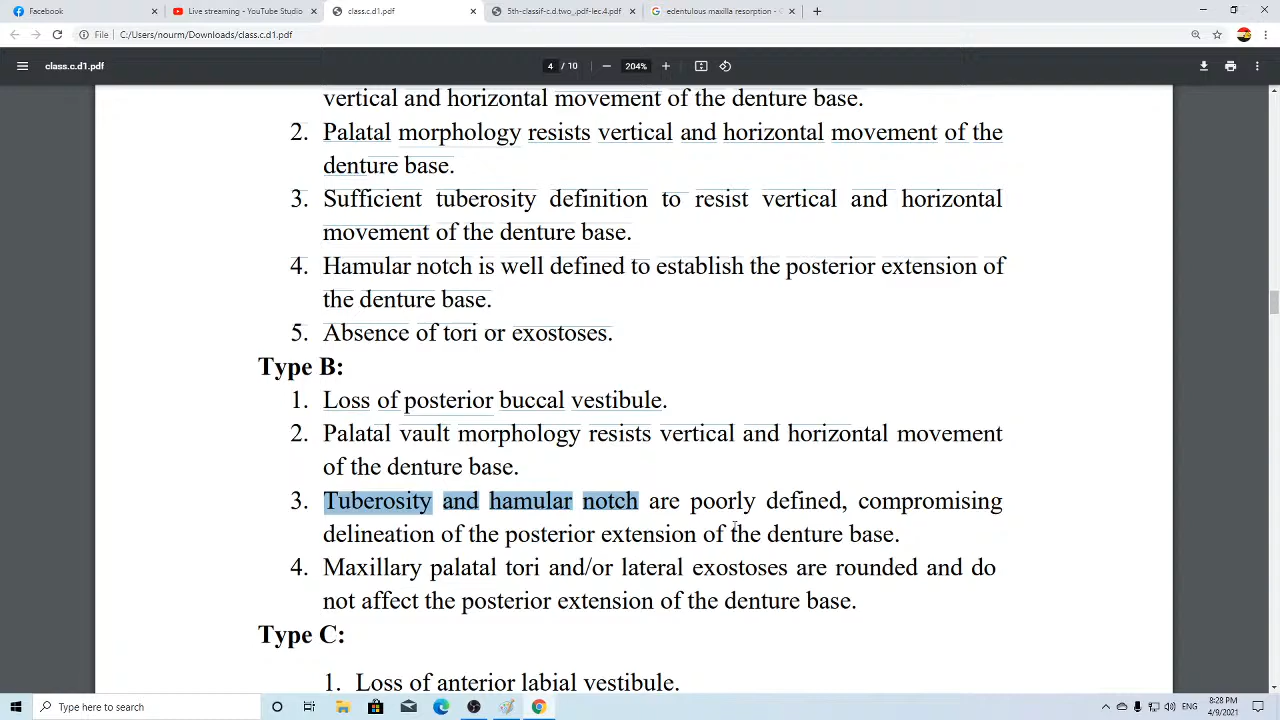 Facebook
Live streaming - YouTube Studio
class.c.d1.pdf
5th-classif-c.d.two_.pdf-lec.4.pdf
edentulous maxilla resorption -
File
C:/Users/nourm/Downloads/class.c.d1.pdf
class.c.d1.pdf
4 / 10
204%
vertical and horizontal movement of the denture base.
2. Palatal morphology resists vertical and horizontal movement of the
denture base.
3. Sufficient tuberosity definition to resist vertical and horizontal
movement of the denture base.
4. Hamular notch is well defined to establish the posterior extension of
the denture base.
5. Absence of tori or exostoses.
Type B:
1. Loss of posterior buccal vestibule.
2. Palatal vault morphology resists vertical and horizontal movement
of the denture base.
3. Tuberosity and hamular notch are poorly defined, compromising
delineation of the posterior extension of the denture base.
4. Maxillary palatal tori and/or lateral exostoses are rounded and do
not affect the posterior extension of the denture base.
Type C:
1. Loss of anterior labial vestibule.
Type here to search
ENG
8:28 PM
4/9/2021